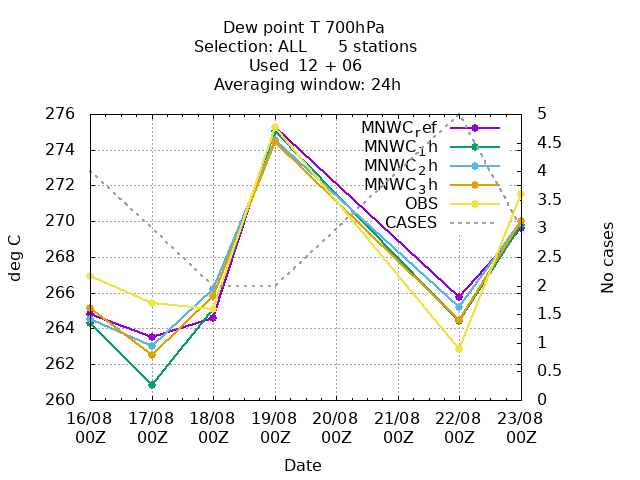 Dew point T 700hPa
Selection: ALL      5 stations
Used  12 + 06
Averaging window: 24h
276
274
272
270
268
266
264
262
260
deg C
5
4.5
4
3.5
3
2.5
2
1.5
1
0.5
0
No cases
MNWC_ref
MNWC_1h
MNWC_2h
MNWC_3h
OBS
CASES
16/08 17/08 18/08 19/08 20/08 21/08 22/08 23/08
00Z 00Z 00Z 00Z 00Z 00Z 00Z 00Z
Date